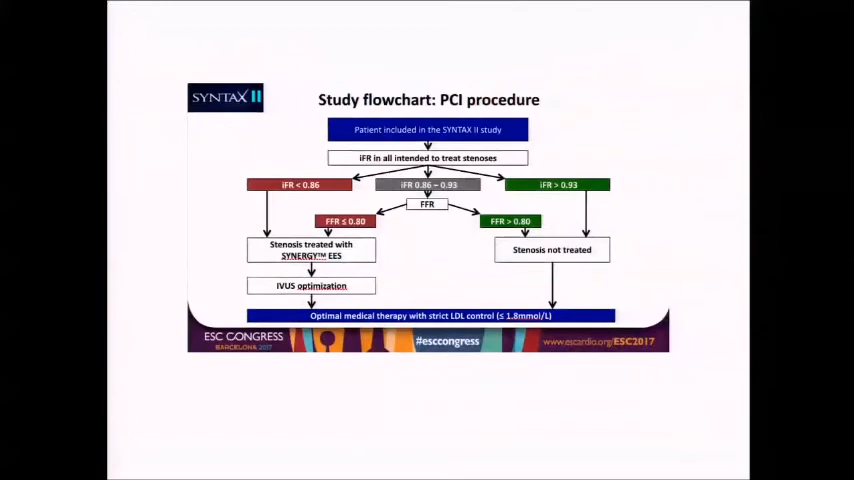 SYNTAX II
Study flowchart: PCI procedure
Patient included in the SYNTAX II study
iFR in all intended to treat stenoses
iFR < 0.86
iFR 0.86 – 0.93
iFR > 0.93
FFR
FFR ≤ 0.80
FFR > 0.80
Stenosis treated with
SYNERGY™ EES
Stenosis not treated
IVUS optimization
Optimal medical therapy with strict LDL control (≤ 1.8mmol/L)
ESC CONGRESS
BARCELONA 2017
#esccongress
www.escardio.org/ESC2017